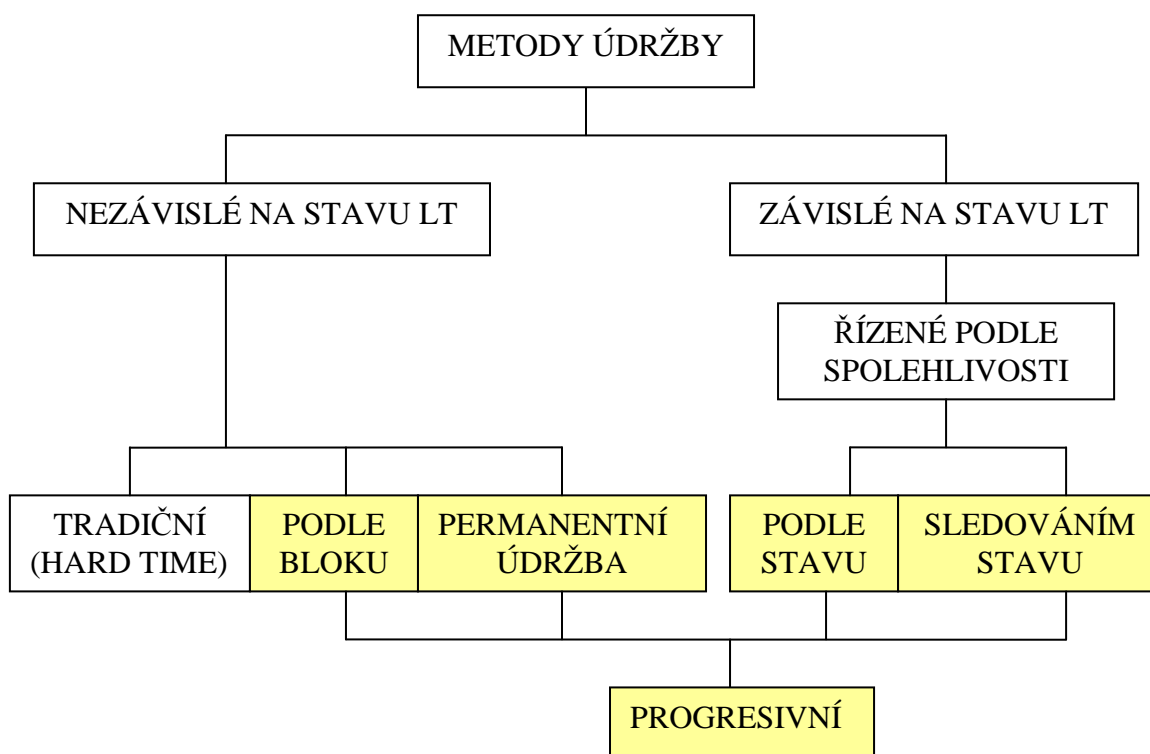 METODY ÚDRŽBY
NEZÁVISLÉ NA STAVU LT
ZÁVISLÉ NA STAVU LT
ŘÍZENÉ PODLE
SPOLEHLIVOSTI
TRADIČNÍ
(HARD TIME)
PODLE
BLOKU
PERMANENTNÍ
ÚDRŽBA
PODLE
STAVU
SLEDOVÁNÍM
STAVU
PROGRESIVNÍ